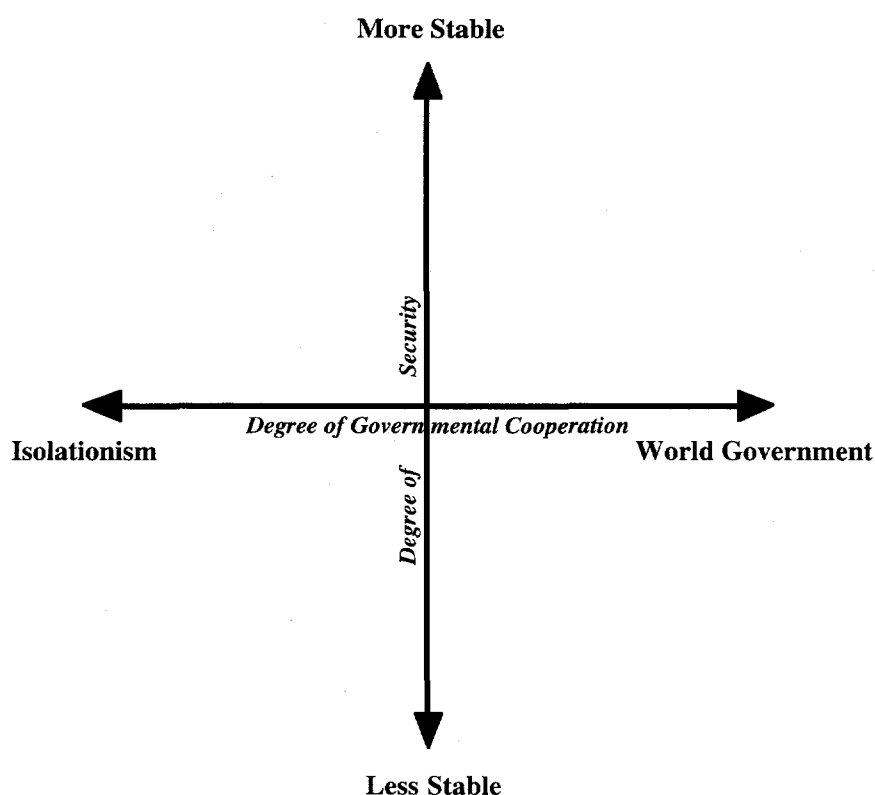 More Stable
Security
Degree of Governmental Cooperation
Isolationism
World Government
Degree of
Less Stable